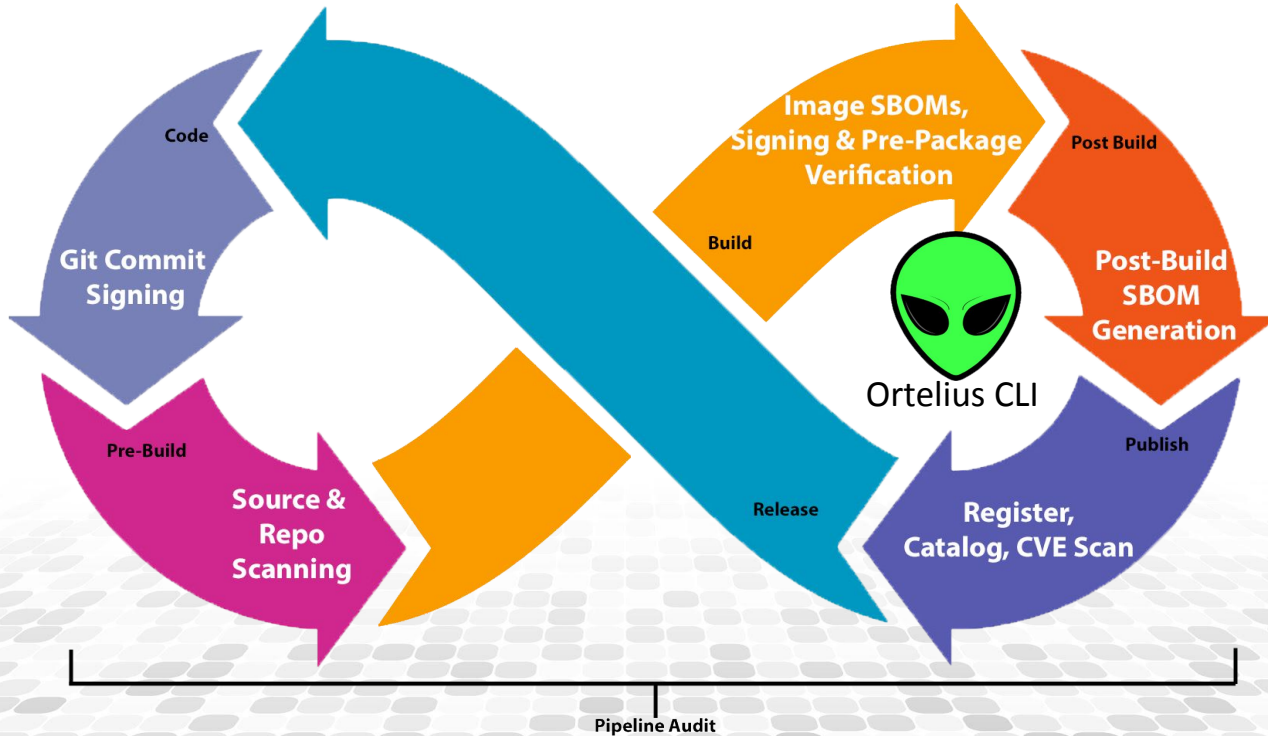 Code
Git Commit
Signing
Pre-Build
Source &
Repo
Scanning
Build
Image SBOMs,
Signing & Pre-Package
Verification
Post Build
Post-Build
SBOM
Generation
Ortelius CLI
Publish
Register,
Catalog, CVE Scan
Release
Pipeline Audit